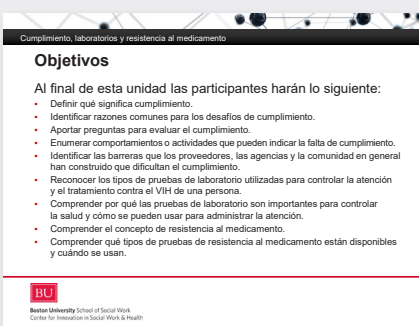 Cumplimiento, laboratorios y resistencia al medicamento
Objetivos
Al final de esta unidad las participantes harán lo siguiente:
• Definir qué significa cumplimiento.
• Identificar razones comunes para los desafíos de cumplimiento.
• Aportar preguntas para evaluar el cumplimiento.
• Enumerar comportamientos o actividades que pueden indicar la falta de cumplimiento.
• Identificar las barreras que los proveedores, las agencias y la comunidad en general
han construido que dificultan el cumplimiento.
• Reconocer los tipos de pruebas de laboratorio utilizadas para controlar la atención
y el tratamiento contra el VIH de una persona.
• Comprender por qué las pruebas de laboratorio son importantes para controlar
la salud y cómo se pueden usar para administrar la atención.
• Comprender el concepto de resistencia al medicamento.
• Comprender qué tipos de pruebas de resistencia al medicamento están disponibles
y cuándo se usan.
BU
Boston University School of Social Work
Center for Innovation in Social Work & Health